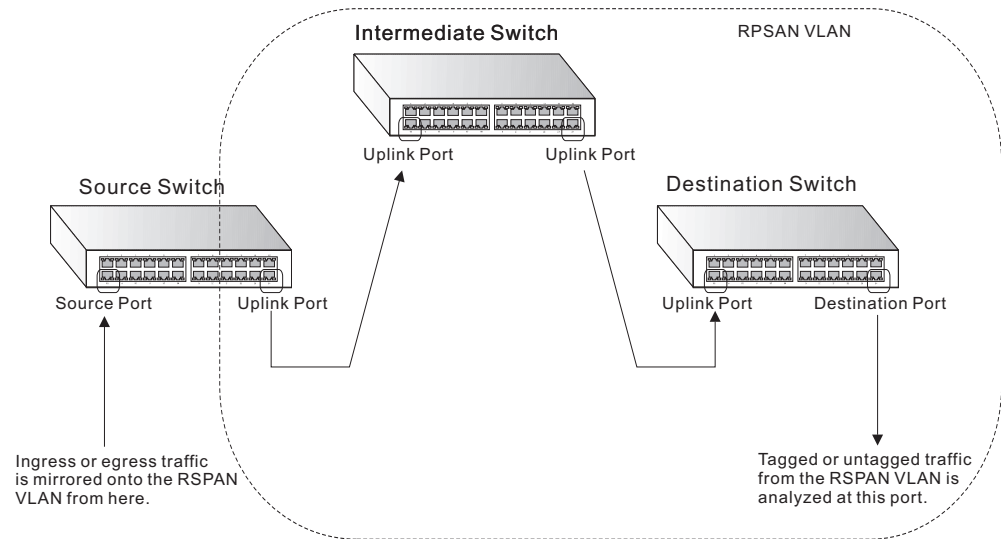 Intermediate Switch
RPSAN VLAN
Uplink Port
Uplink Port
Source Switch
Destination Switch
Source Port
Uplink Port
Uplink Port
Destination Port
Ingress or egress traffic
is mirrored onto the RSPAN
VLAN from here.
Tagged or untagged traffic
from the RSPAN VLAN is
analyzed at this port.